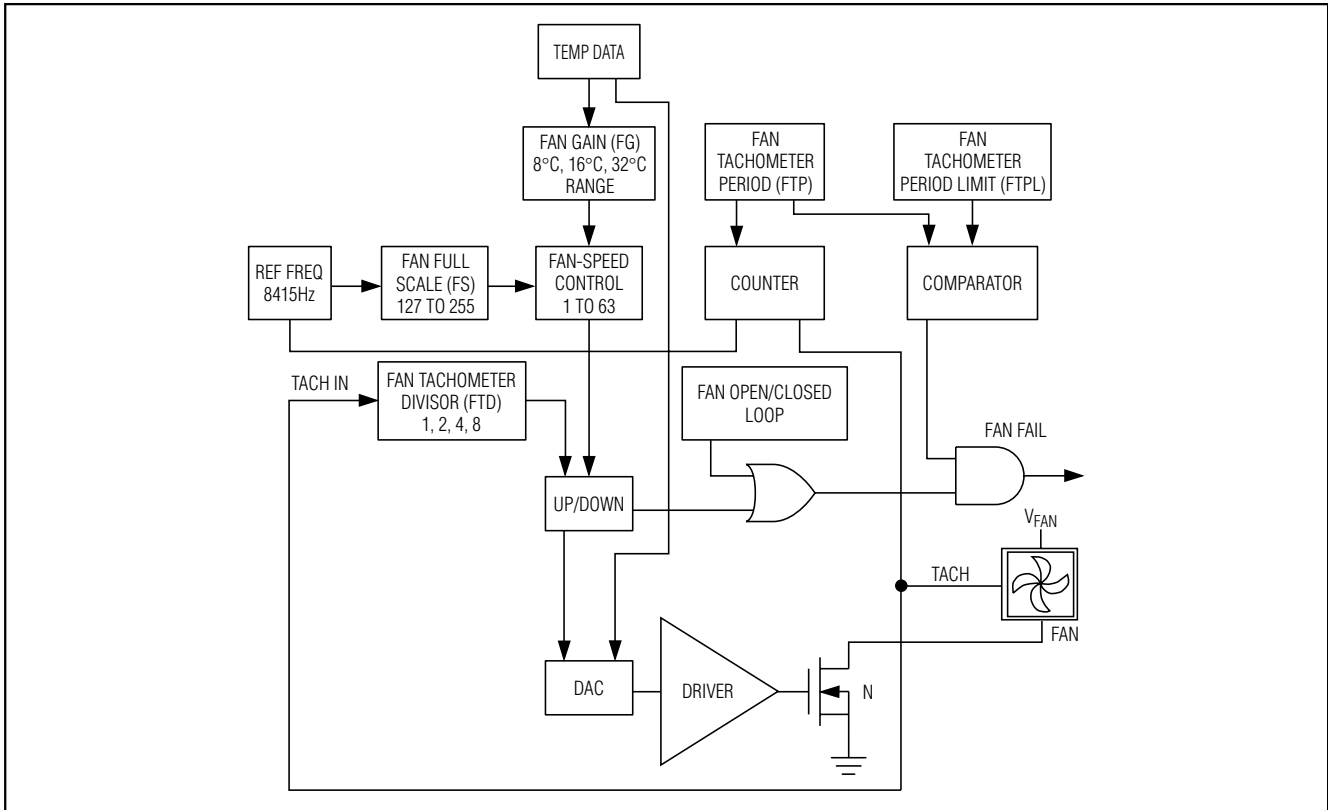 TEMP DATA
FAN GAIN (FG)
8°C, 16°C, 32°C
RANGE
FAN
TACHOMETER
PERIOD (FTP)
FAN
TACHOMETER
PERIOD LIMIT (FTPL)
REF FREQ
8415Hz
FAN FULL
SCALE (FS)
127 TO 255
FAN-SPEED
CONTROL
1 TO 63
COUNTER
COMPARATOR
TACH IN
FAN TACHOMETER
DIVISOR (FTD)
1, 2, 4, 8
FAN OPEN/CLOSED
LOOP
FAN FAIL
UP/DOWN
VFAN
TACH
FAN
DAC
DRIVER
N